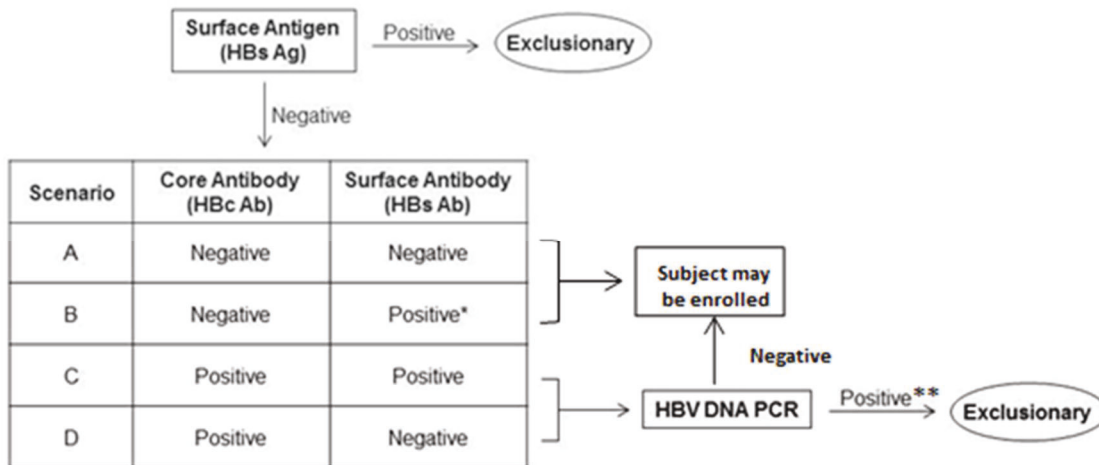 Surface Antigen
(HBs Ag)
Positive
Exclusionary
Negative
Scenario
Core Antibody
(HBc Ab)
Surface Antibody
(HBs Ab)
A
Negative
Negative
B
Negative
Positive*
C
Positive
Positive
D
Positive
Negative
Subject may
be enrolled
Negative
HBV DNA PCR
Positive**
Exclusionary